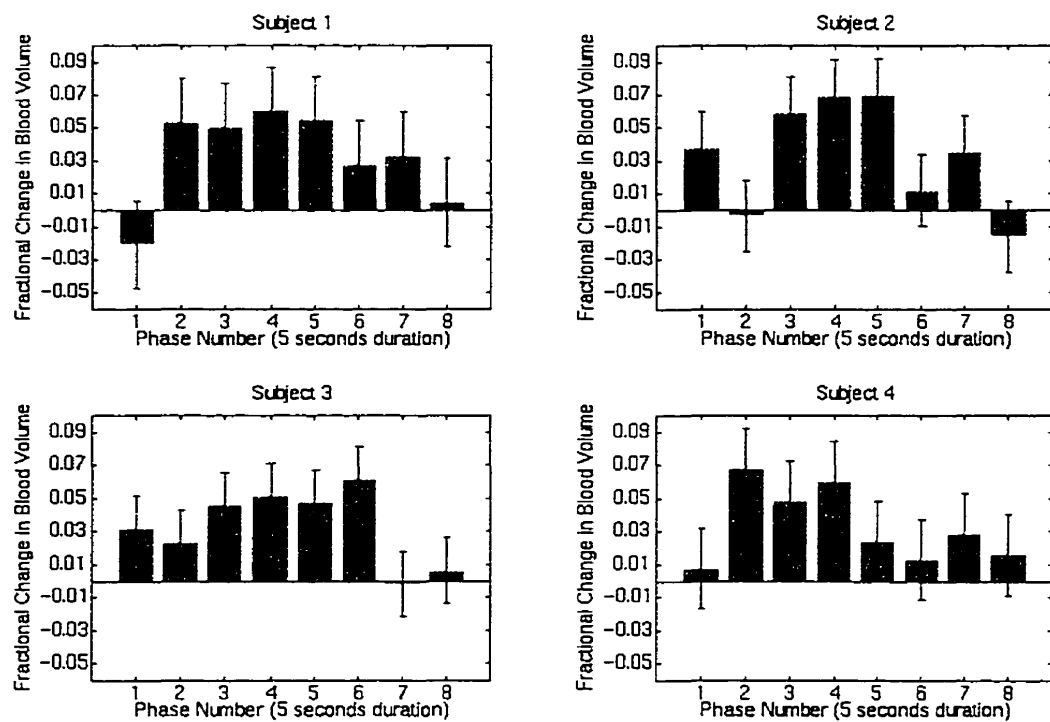 Subject 1
Fractional Change In Blood Volume
0.09
0.07
0.05
0.03
0.01
-0.01
-0.03
-0.05
1 2 3 4 5 6 7 8
Phase Number (5 seconds duration)
Subject 2
Fractional Change In Blood Volume
0.09
0.07
0.05
0.03
0.01
-0.01
-0.03
-0.05
1 2 3 4 5 6 7 8
Phase Number (5 seconds duration)
Subject 3
Fractional Change In Blood Volume
0.09
0.07
0.05
0.03
0.01
-0.01
-0.03
-0.05
1 2 3 4 5 6 7 8
Phase Number (5 seconds duration)
Subject 4
Fractional Change In Blood Volume
0.09
0.07
0.05
0.03
0.01
-0.01
-0.03
-0.05
1 2 3 4 5 6 7 8
Phase Number (5 seconds duration)